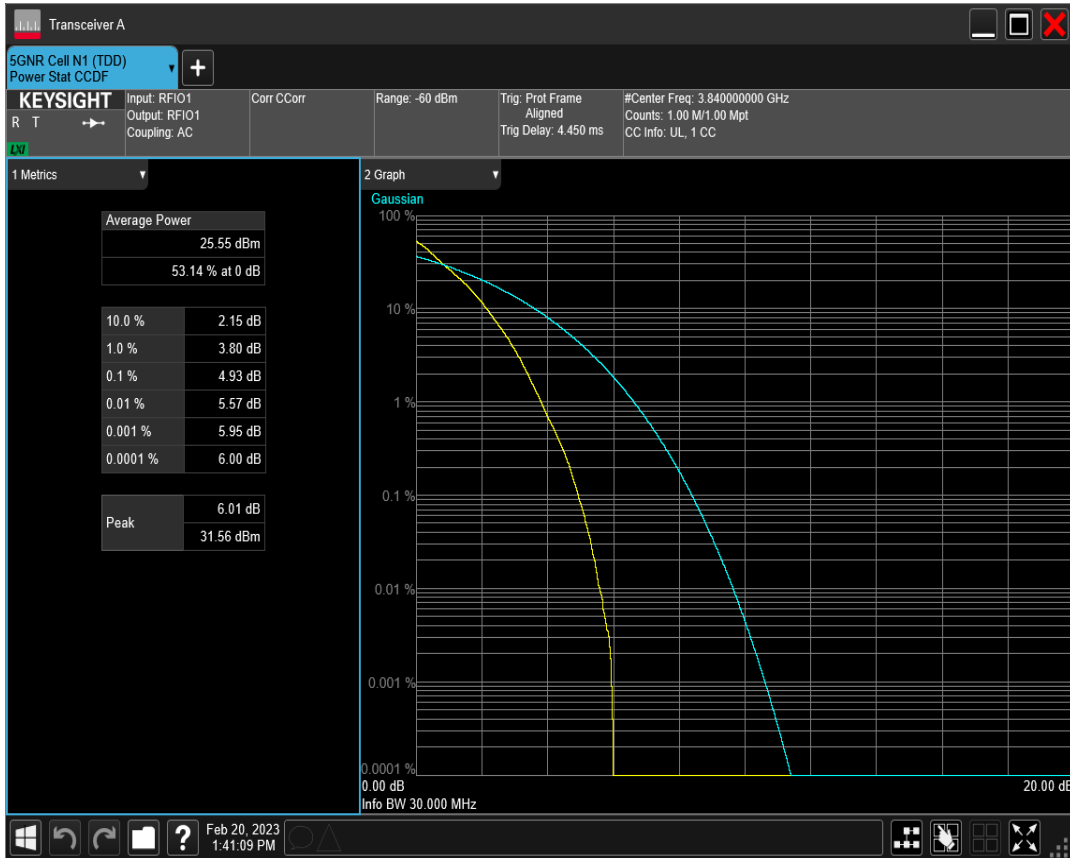 Transceiver A
5GNR Cell N1 (TDD)
Power Stat CCDF
+
KEYSIGHT
R T
LXI
Input: RFIO1
Output: RFIO1
Coupling: AC
Corr CCorr
Range: -60 dBm
Trig: Prot Frame
Aligned
Trig Delay: 4.450 ms
#Center Freq: 3.840000000 GHz
Counts: 1.00 M/1.00 Mpt
CC Info: UL, 1 CC
1 Metrics
Average Power
25.55 dBm
53.14 % at 0 dB
10.0 % 2.15 dB
1.0 % 3.80 dB
0.1 % 4.93 dB
0.01 % 5.57 dB
0.001 % 5.95 dB
0.0001 % 6.00 dB
Peak
6.01 dB
31.56 dBm
2 Graph
Gaussian
100 %
10 %
1 %
0.1 %
0.01 %
0.001 %
0.0001 %
0.00 dB 20.00 dB
Info BW 30.000 MHz
?
Feb 20, 2023
1:41:09 PM